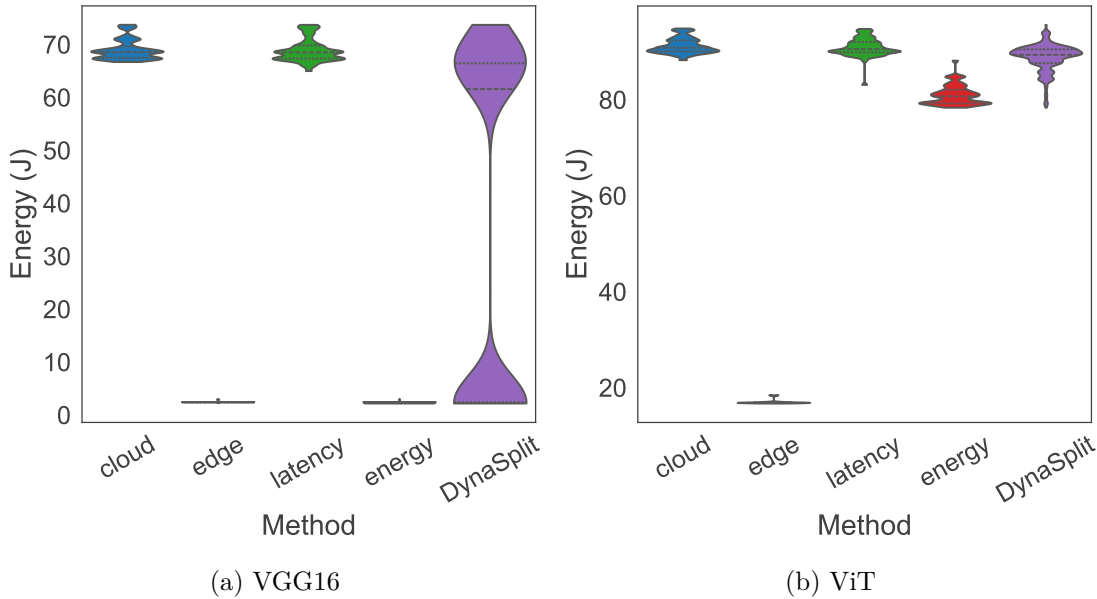 70
60
50
40
30
20
10
0
Energy (J)
cloud
edge
latency
energy
DynaSplit
Method
(a) VGG16
80
60
40
20
Energy (J)
cloud
edge
latency
energy
DynaSplit
Method
(b) ViT